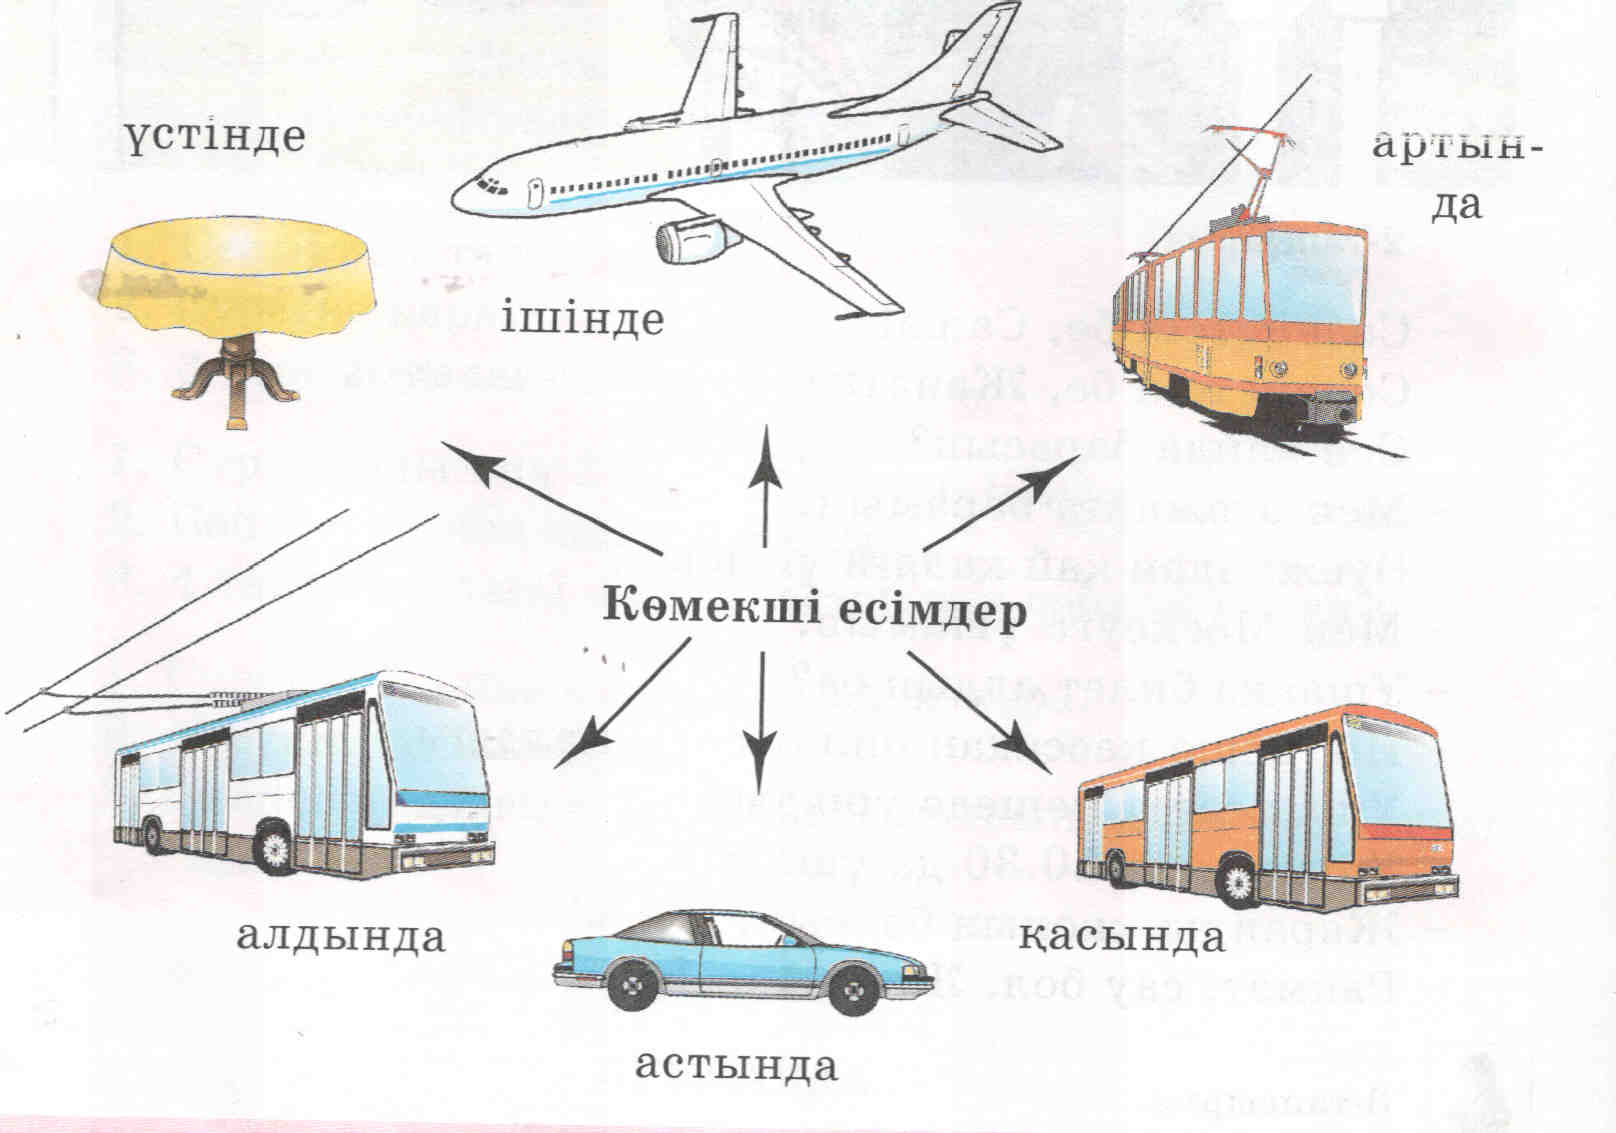 үстінде
артын-
да
ішінде
Көмекші есімдер
алдында
қасында
астында